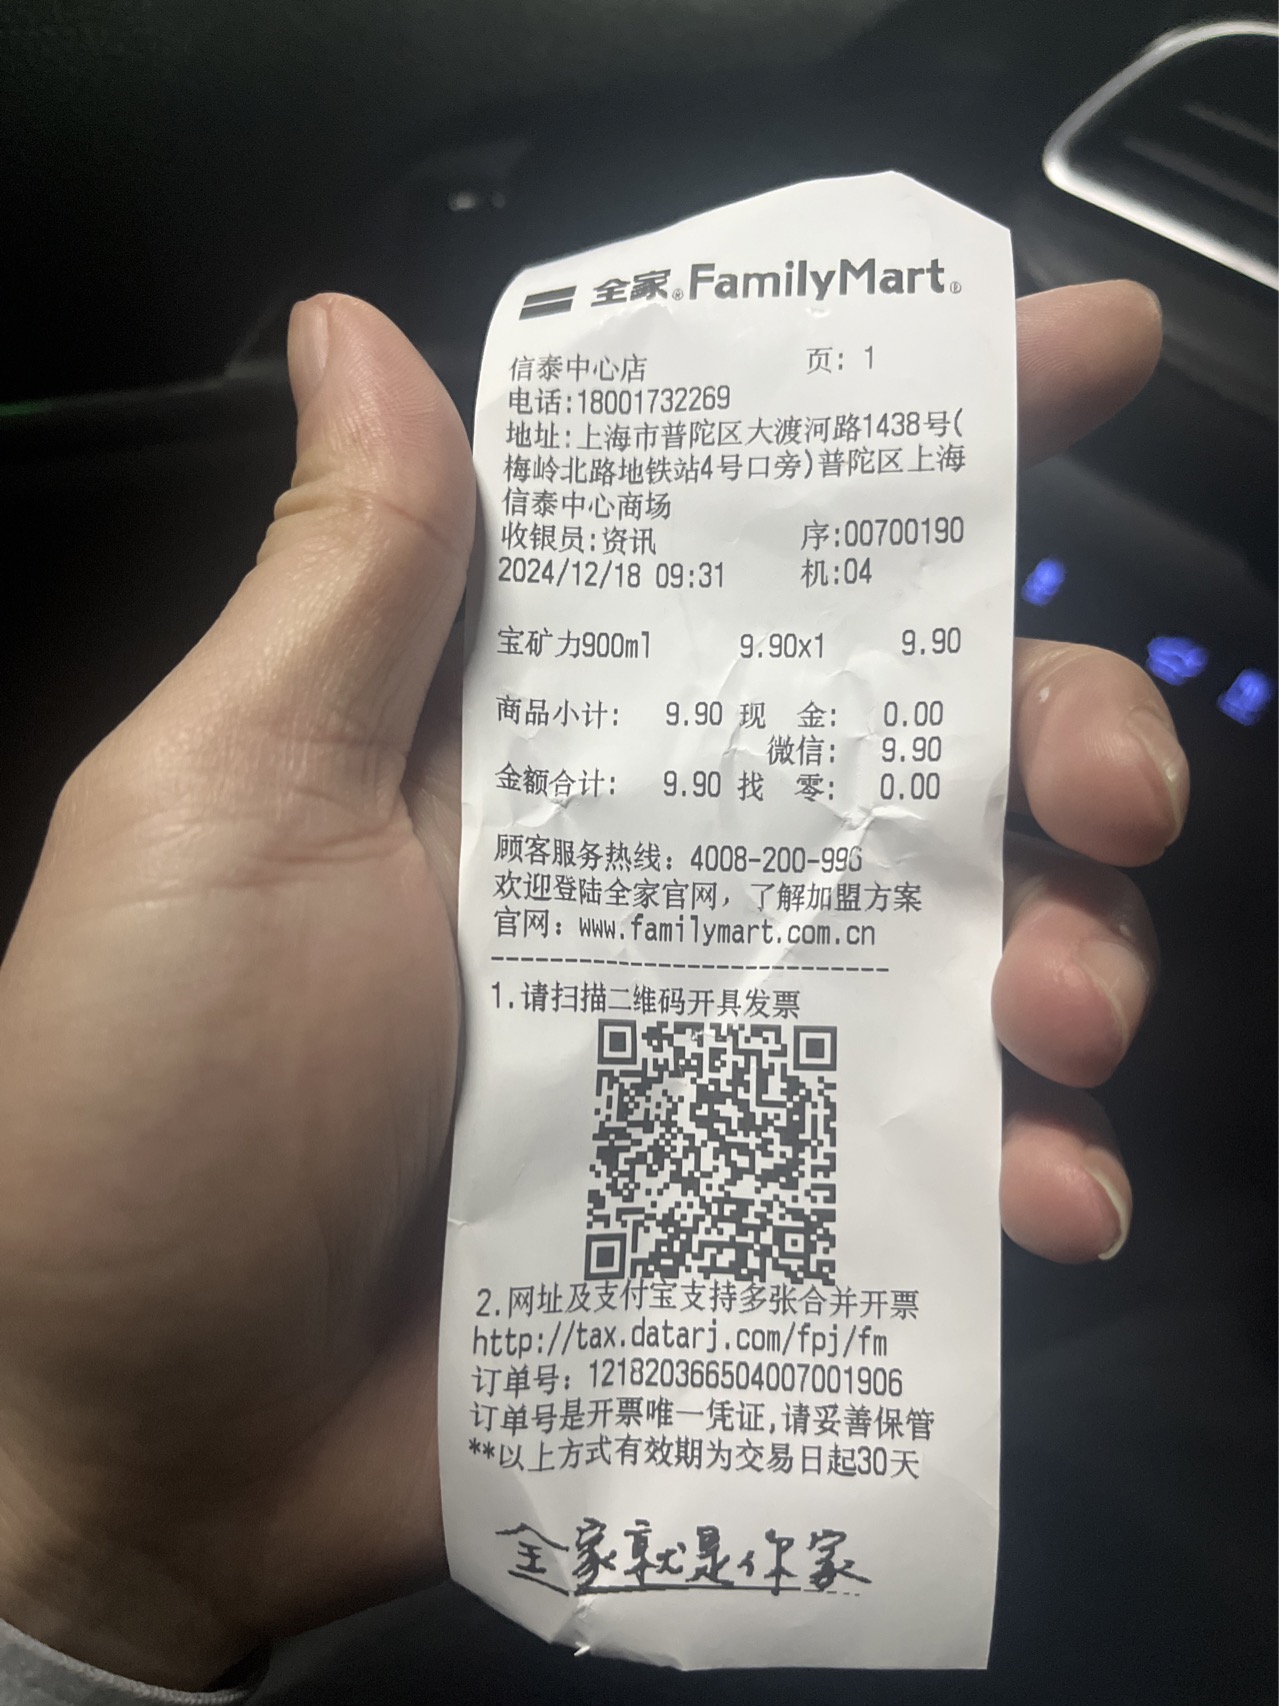 全家®FamilyMart®
信泰中心店 页: 1
电话:18001732269
地址:上海市普陀区大渡河路1438号(
梅岭北路地铁站4号口旁)普陀区上海
信泰中心商场
收银员:资讯 序:00700190
2024/12/18 09:31 机:04
宝矿力900ml 9.90x1 9.90
商品小计: 9.90 现 金: 0.00
微信: 9.90
金额合计: 9.90 找 零: 0.00
顾客服务热线: 4008-200-996
欢迎登陆全家官网,了解加盟方案
官网: www.familymart.com.cn
----------------------------
1.请扫描二维码开具发票
2.网址及支付宝支持多张合并开票
http://tax.datarj.com/fpj/fm
订单号: 121820366504007001906
订单号是开票唯一凭证,请妥善保管
**以上方式有效期为交易日起30天
全家就是你家